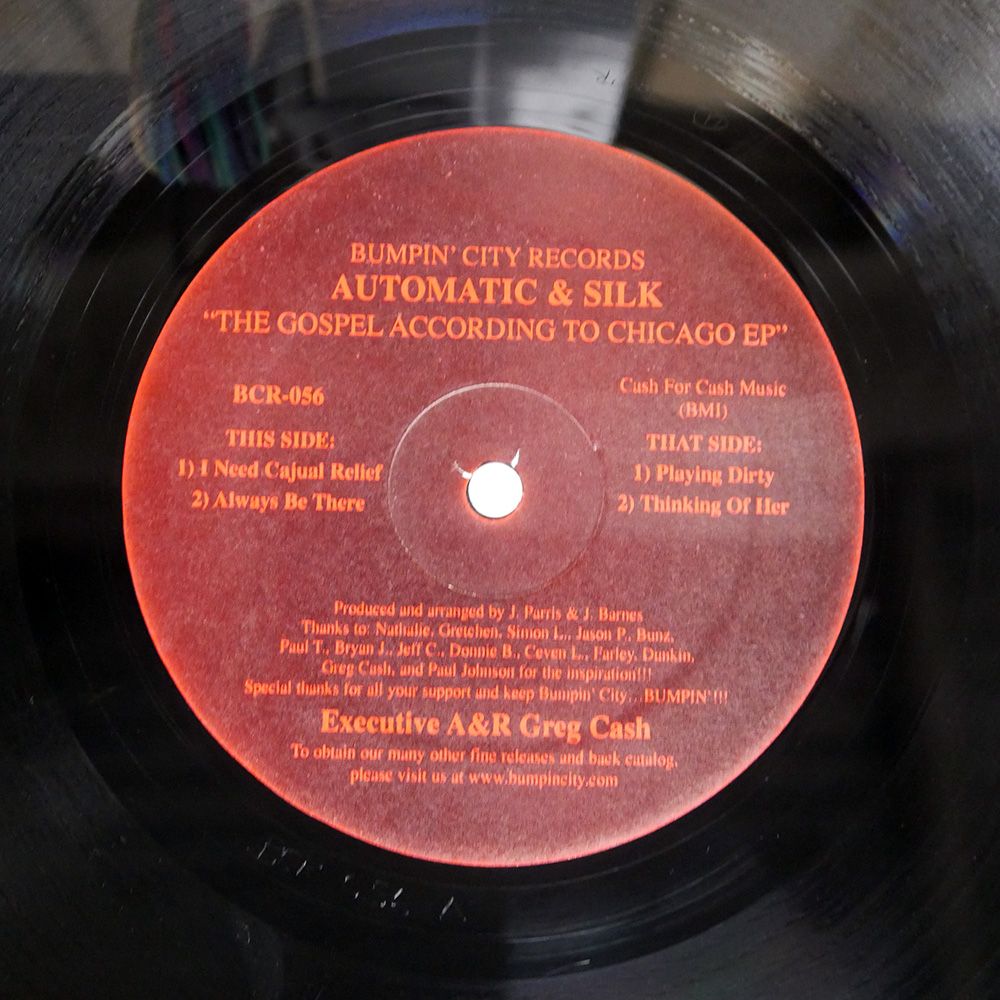 BUMPIN' CITY RECORDS
AUTOMATIC & SILK
"THE GOSPEL ACCORDING TO CHICAGO EP"
BCR-056
THIS SIDE:
1) I Need Cajual Relief
2) Always Be There
Cash For Cash Music
(BMI)
THAT SIDE:
1) Playing Dirty
2) Thinking Of Her
Produced and arranged by J. Parris & J. Barnes
Thanks to: Nathalie, Gretchen, Simon L., Jason P., Bunz,
Paul T., Bryan J., Jeff C., Donnie B., Ceven L., Farley, Dunkin,
Greg Cash, and Paul Johnson for the inspiration!!!
Special thanks for all your support and keep Bumpin' City...BUMPIN'!!!
Executive A&R Greg Cash
To obtain our many other fine releases and back catalog,
please visit us at www.bumpincity.com